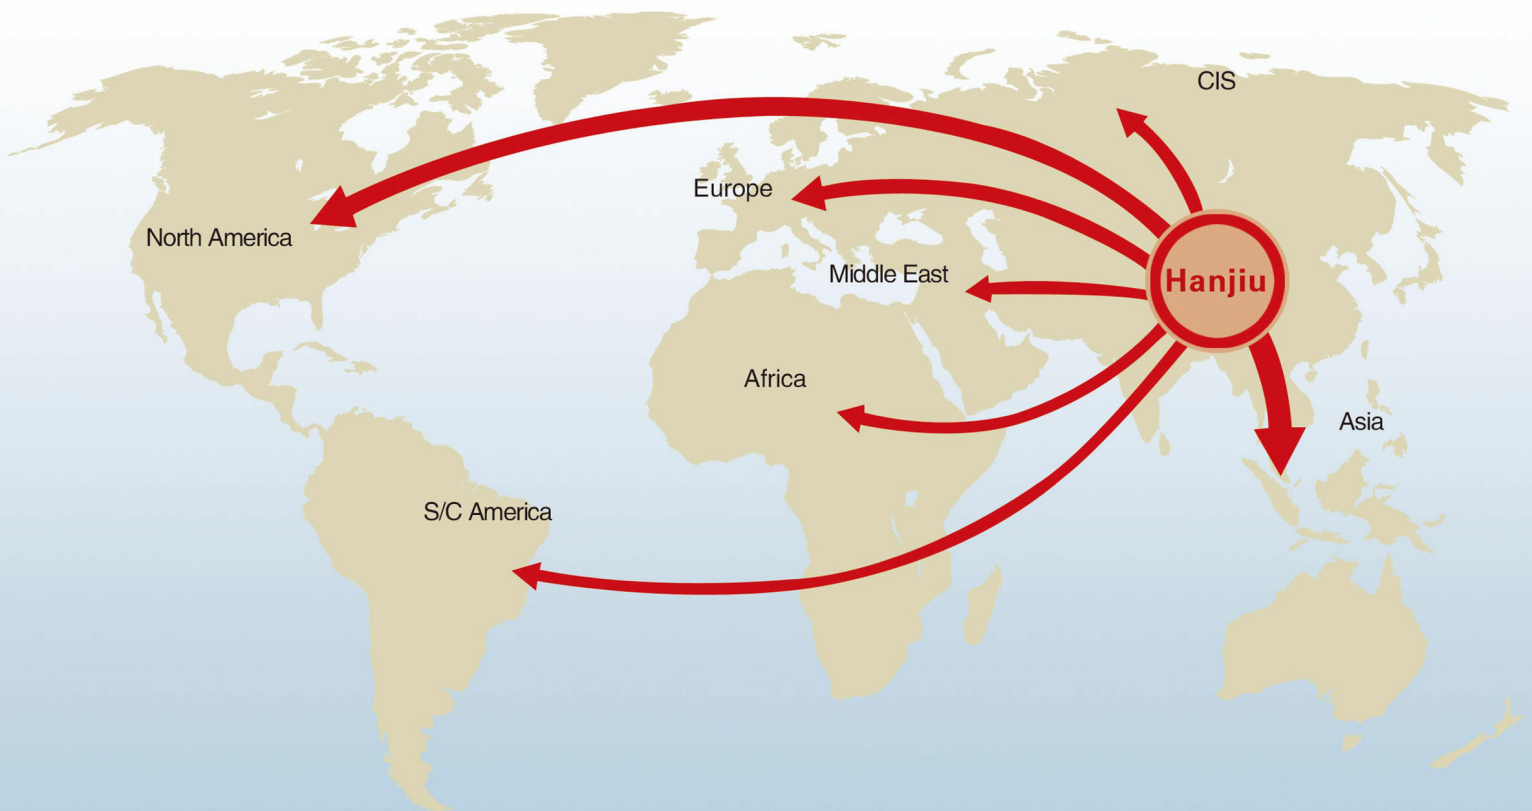 CIS
Europe
North America
Middle East
Hanjiu
Africa
Asia
S/C America